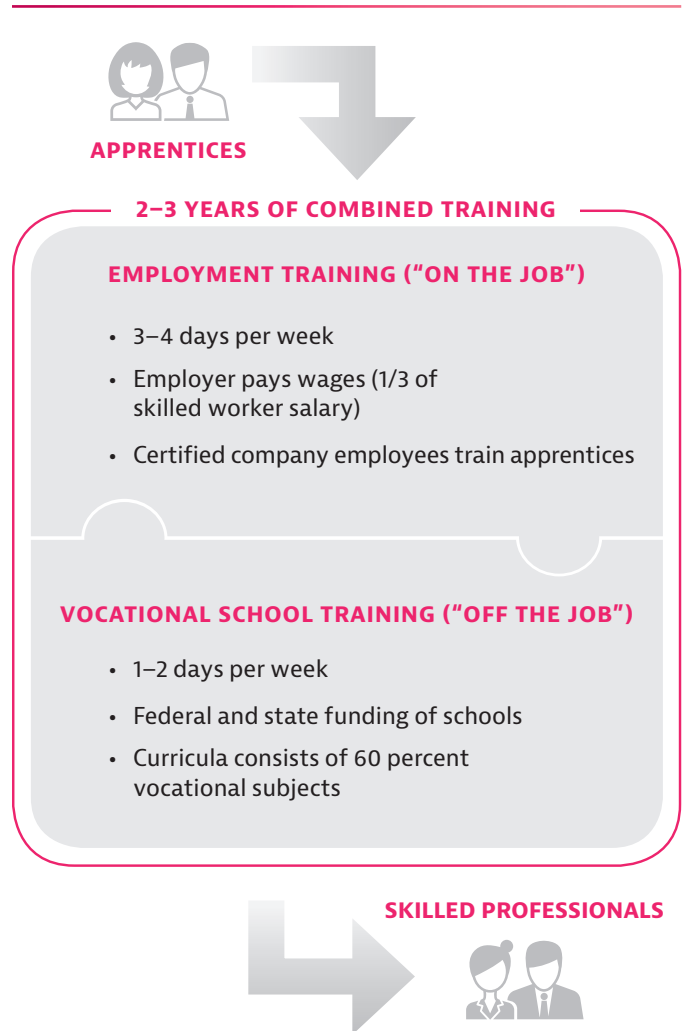 APPRENTICES
2–3 YEARS OF COMBINED TRAINING
EMPLOYMENT TRAINING (“ON THE JOB”)
• 3–4 days per week
• Employer pays wages (1/3 of
skilled worker salary)
• Certified company employees train apprentices
VOCATIONAL SCHOOL TRAINING (“OFF THE JOB”)
• 1–2 days per week
• Federal and state funding of schools
• Curricula consists of 60 percent
vocational subjects
SKILLED PROFESSIONALS